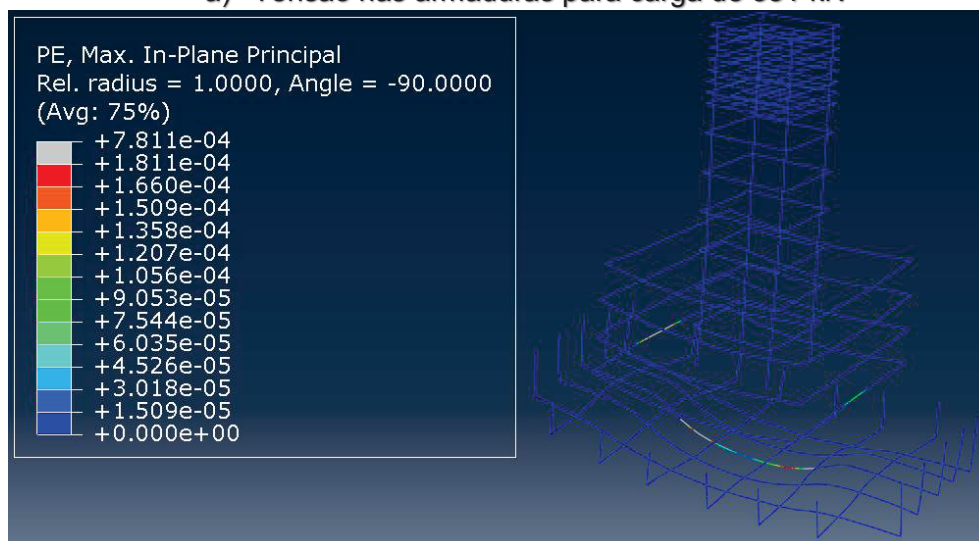 PE, Max. In-Plane Principal
Rel. radius = 1.0000, Angle = -90.0000
(Avg: 75%)
+7.811e-04
+1.811e-04
+1.660e-04
+1.509e-04
+1.358e-04
+1.207e-04
+1.056e-04
+9.053e-05
+7.544e-05
+6.035e-05
+4.526e-05
+3.018e-05
+1.509e-05
+0.000e+00